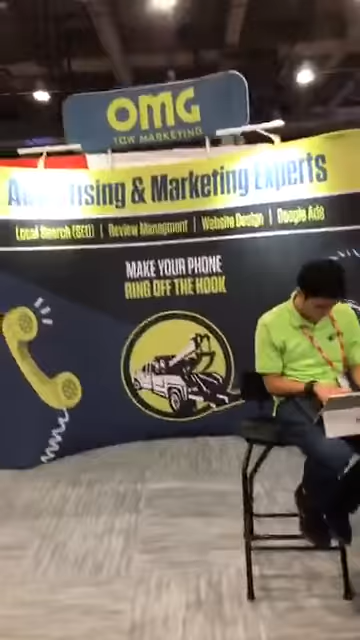 OMG
TOW MARKETING
Advertising & Marketing Experts
Local Search (SEO) | Review Managment | Website Design | Google Ads
MAKE YOUR PHONE
RING OFF THE HOOK